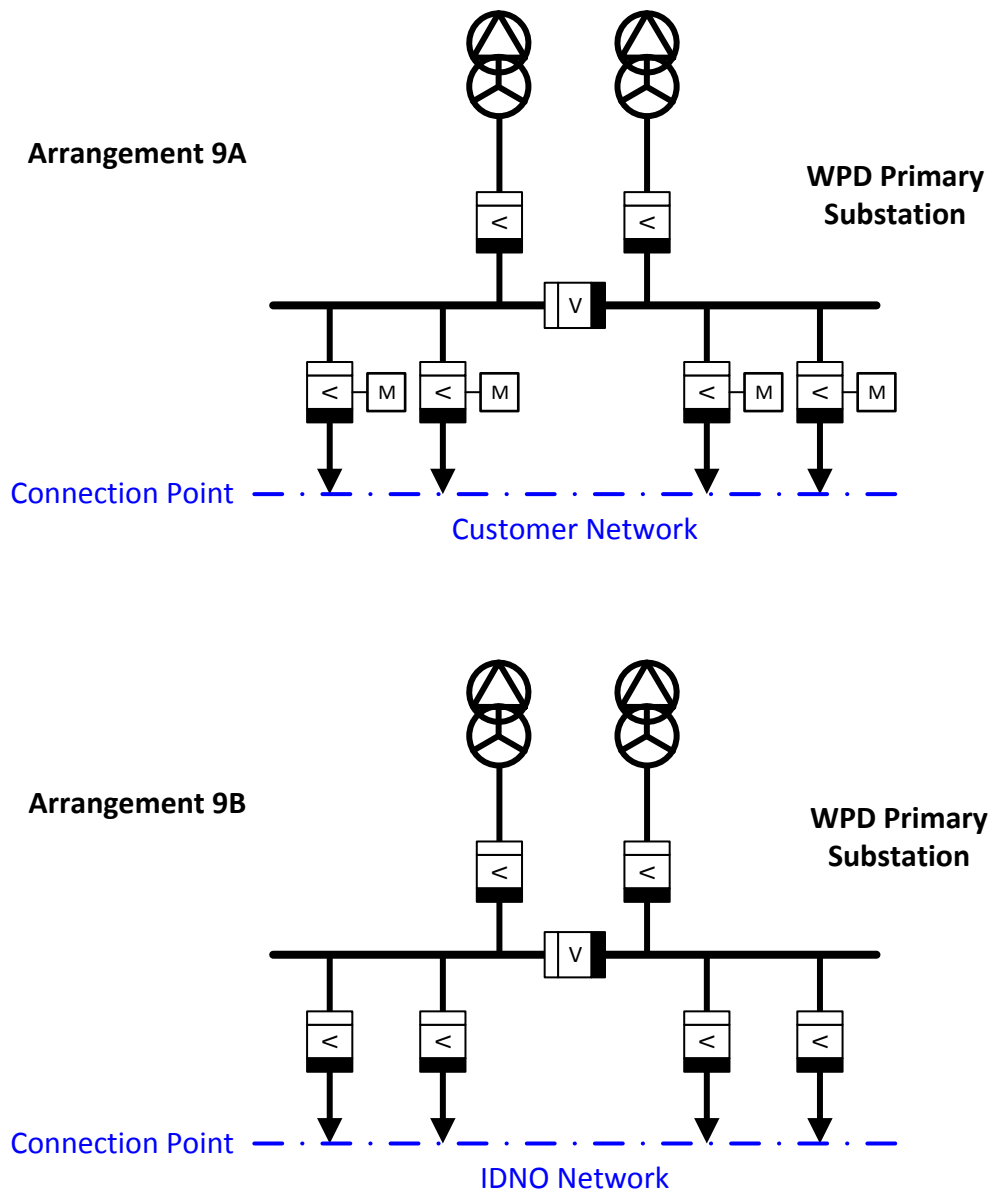 Arrangement 9A
WPD Primary
Substation
<
<
V
<
M
<
M
<
M
<
M
Connection Point
Customer Network
Arrangement 9B
WPD Primary
Substation
<
<
V
<
<
<
<
Connection Point
IDNO Network